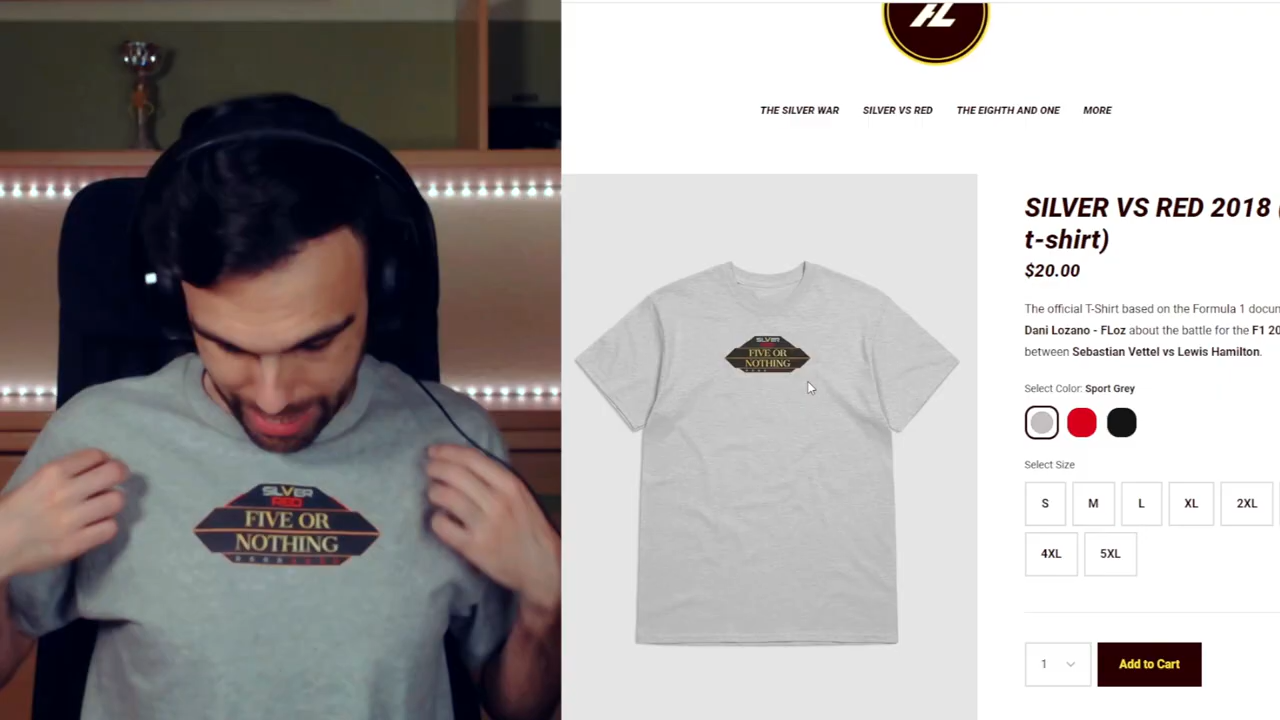 SILVER
RED
FIVE OR
NOTHING
FL
THE SILVER WAR
SILVER VS RED
THE EIGHTH AND ONE
MORE
SILVER
FIVE OR
NOTHING
SILVER VS RED 2018 (
t-shirt)
$20.00
The official T-Shirt based on the Formula 1 docu
Dani Lozano - FLoz about the battle for the F1 20
between Sebastian Vettel vs Lewis Hamilton.
Select Color: Sport Grey
Select Size
S
M
L
XL
2XL
4XL
5XL
1
Add to Cart